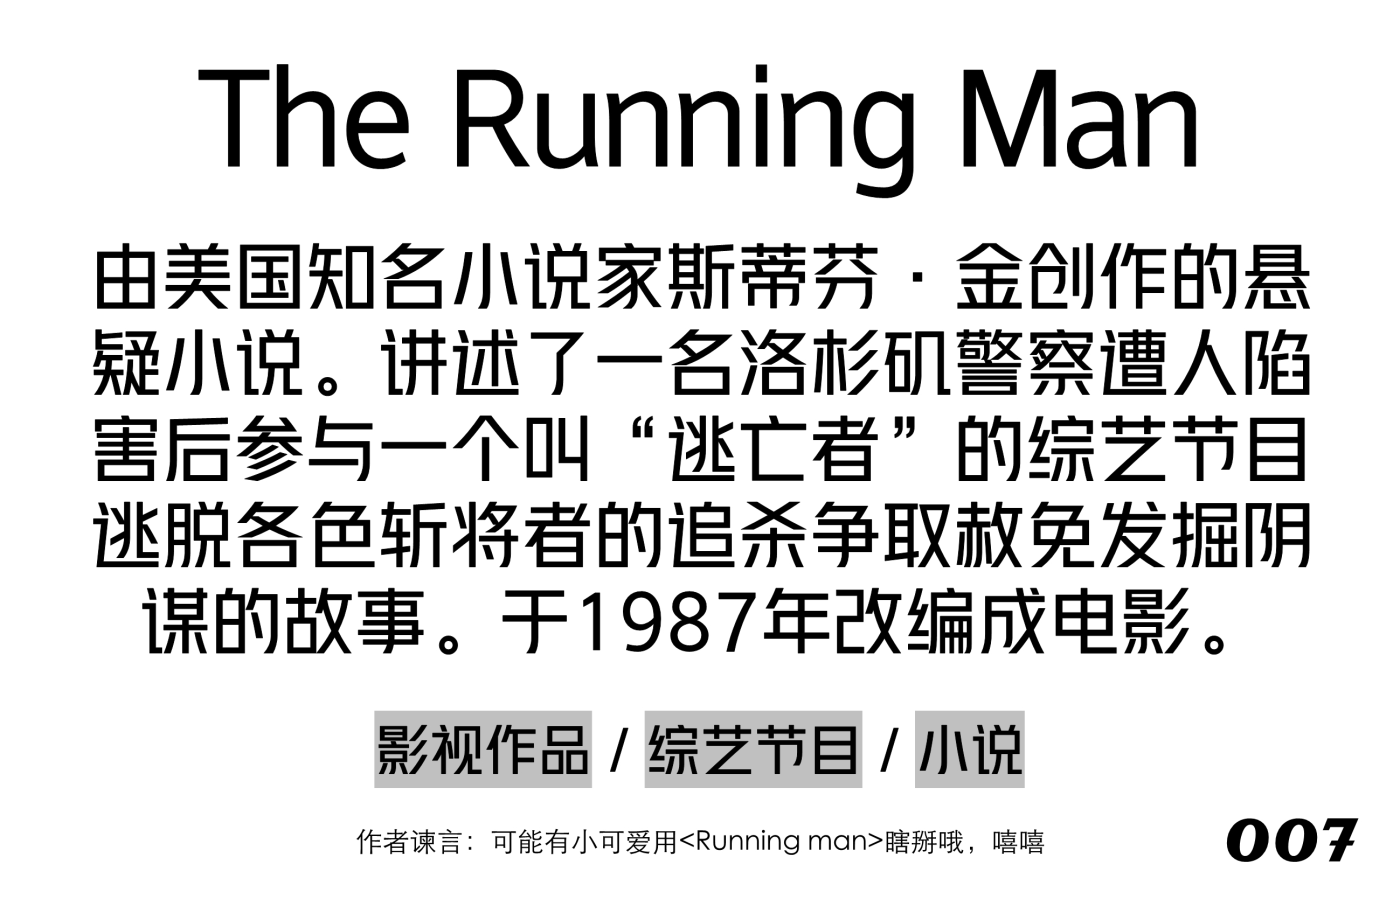 The Running Man
由美国知名小说家斯蒂芬·金创作的悬
疑小说。讲述了一名洛杉矶警察遭人陷
害后参与一个叫“逃亡者”的综艺节目
逃脱各色斩将者的追杀争取赦免发掘阴
谋的故事。于1987年改编成电影。
影视作品 / 综艺节目 / 小说
作者谏言：可能有小可爱用<Running man>瞎掰哦，嘻嘻
007